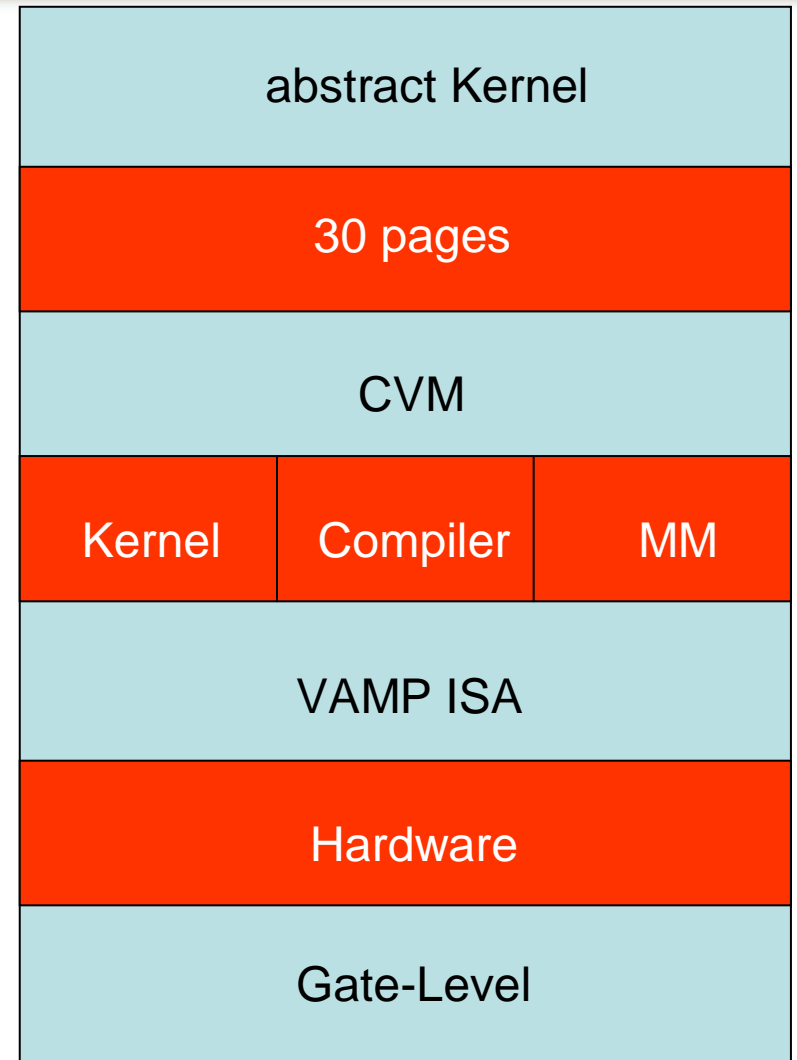 abstract Kernel
30 pages
CVM
Kernel Compiler MM
VAMP ISA
Hardware
Gate-Level